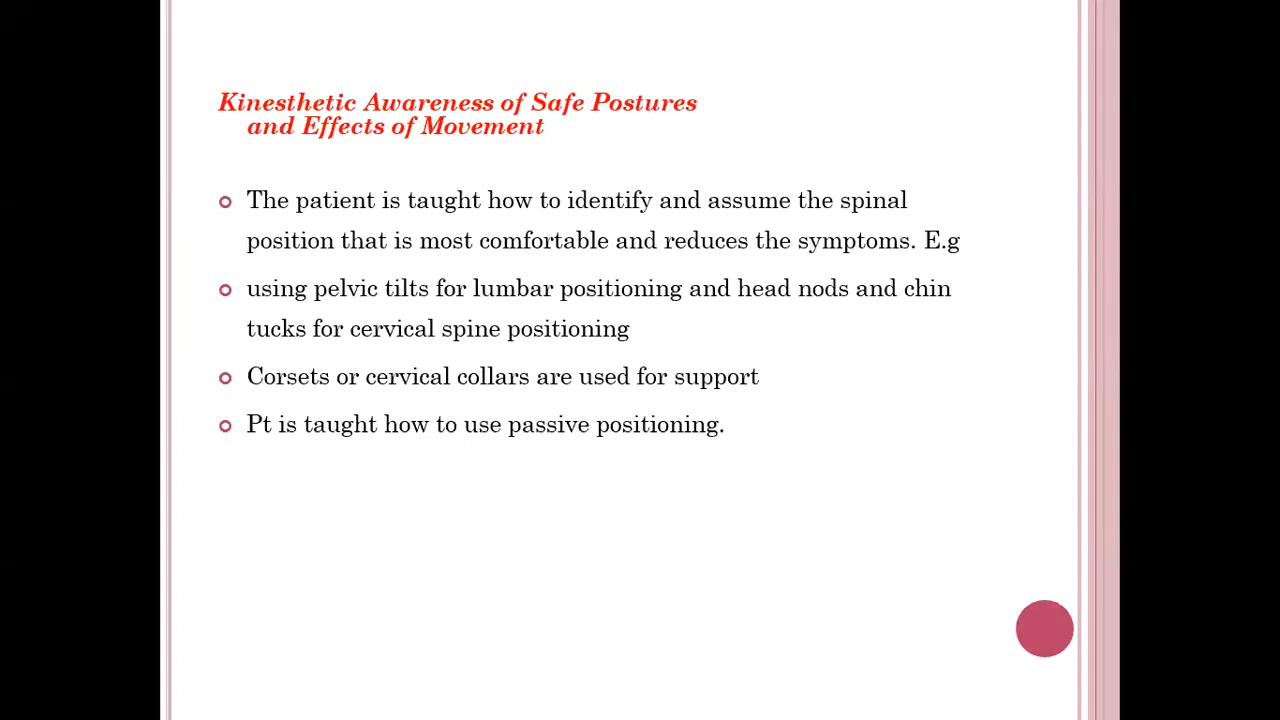 Kinesthetic Awareness of Safe Postures
and Effects of Movement
The patient is taught how to identify and assume the spinal
position that is most comfortable and reduces the symptoms. E.g
using pelvic tilts for lumbar positioning and head nods and chin
tucks for cervical spine positioning
Corsets or cervical collars are used for support
Pt is taught how to use passive positioning.